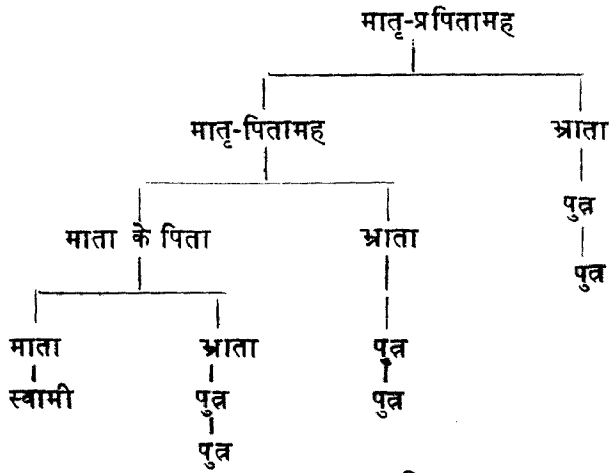 मातृ-प्रपितामह
मातृ-पितामह भ्राता
पुत्र
माता के पिता भ्राता
पुत्र
माता भ्राता पुत्र
स्वामी पुत्र पुत्र
पुत्र